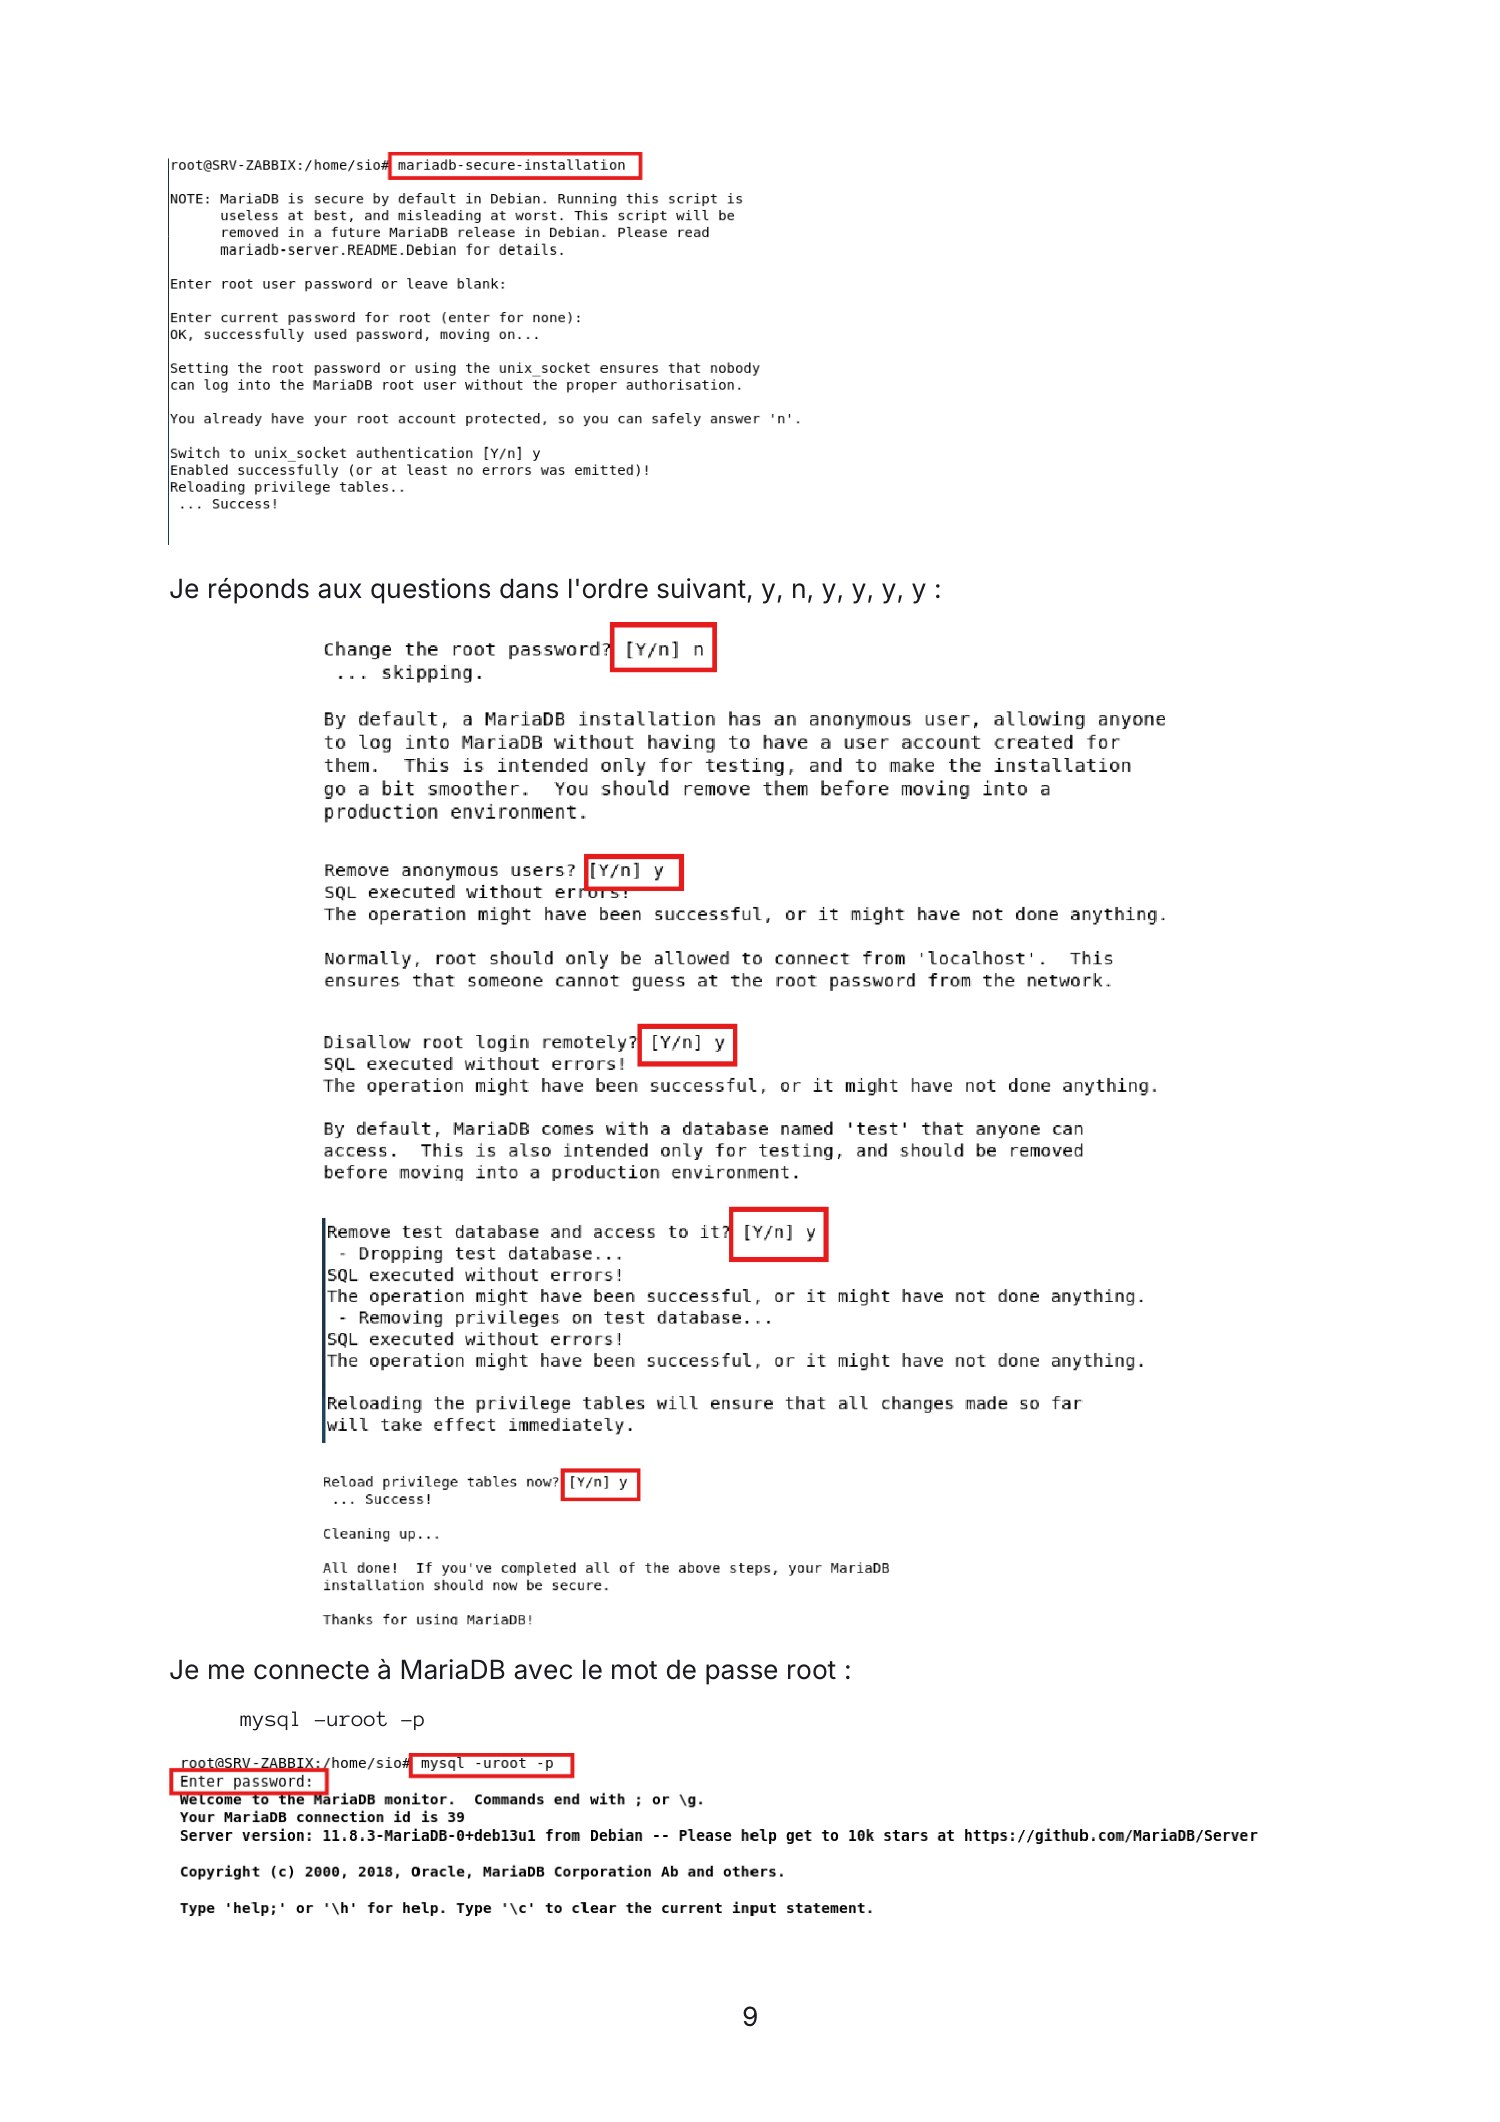 root@SRV-ZABBIX:/home/sio# mariadb-secure-installation
NOTE: MariaDB is secure by default in Debian. Running this script is
useless at best, and misleading at worst. This script will be
removed in a future MariaDB release in Debian. Please read
mariadb-server.README.Debian for details.
Enter root user password or leave blank:
Enter current password for root (enter for none):
OK, successfully used password, moving on...
Setting the root password or using the unix_socket ensures that nobody
can log into the MariaDB root user without the proper authorisation.
You already have your root account protected, so you can safely answer 'n'.
Switch to unix_socket authentication [Y/n] y
Enabled successfully (or at least no errors was emitted)!
Reloading privilege tables..
... Success!
Je réponds aux questions dans l'ordre suivant, y, n, y, y, y, y :
Change the root password? [Y/n] n
... skipping.
By default, a MariaDB installation has an anonymous user, allowing anyone
to log into MariaDB without having to have a user account created for
them.  This is intended only for testing, and to make the installation
go a bit smoother.  You should remove them before moving into a
production environment.
Remove anonymous users? [Y/n] y
SQL executed without errors!
The operation might have been successful, or it might have not done anything.
Normally, root should only be allowed to connect from 'localhost'.  This
ensures that someone cannot guess at the root password from the network.
Disallow root login remotely? [Y/n] y
SQL executed without errors!
The operation might have been successful, or it might have not done anything.
By default, MariaDB comes with a database named 'test' that anyone can
access.  This is also intended only for testing, and should be removed
before moving into a production environment.
Remove test database and access to it? [Y/n] y
- Dropping test database...
SQL executed without errors!
The operation might have been successful, or it might have not done anything.
- Removing privileges on test database...
SQL executed without errors!
The operation might have been successful, or it might have not done anything.
Reloading the privilege tables will ensure that all changes made so far
will take effect immediately.
Reload privilege tables now? [Y/n] y
... Success!
Cleaning up...
All done!  If you've completed all of the above steps, your MariaDB
installation should now be secure.
Thanks for using MariaDB!
Je me connecte à MariaDB avec le mot de passe root :
mysql –uroot –p
root@SRV-ZABBIX:/home/sio# mysql -uroot -p
Enter password:
Welcome to the MariaDB monitor.  Commands end with ; or \g.
Your MariaDB connection id is 39
Server version: 11.8.3-MariaDB-0+deb13u1 from Debian -- Please help get to 10k stars at https://github.com/MariaDB/Server
Copyright (c) 2000, 2018, Oracle, MariaDB Corporation Ab and others.
Type 'help;' or '\h' for help. Type '\c' to clear the current input statement.
9